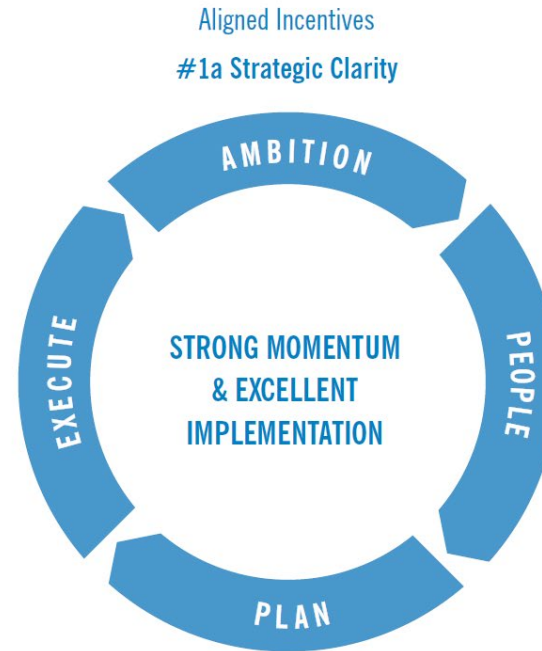 Aligned Incentives
#1a Strategic Clarity
AMBITION
PEOPLE
STRONG MOMENTUM
& EXCELLENT
IMPLEMENTATION
EXECUTE
PLAN